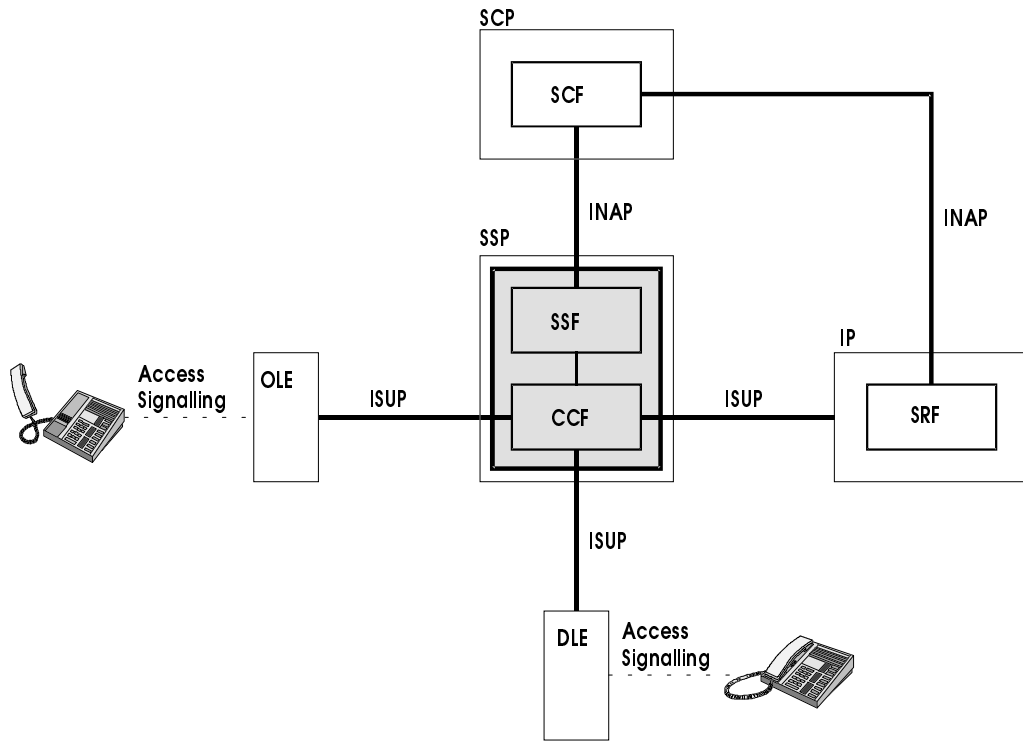 SCP
SCF
INAP
INAP
SSP
SSF
IP
Access
Signalling
OLE
ISUP
CCF
ISUP
SRF
ISUP
DLE
Access
Signalling